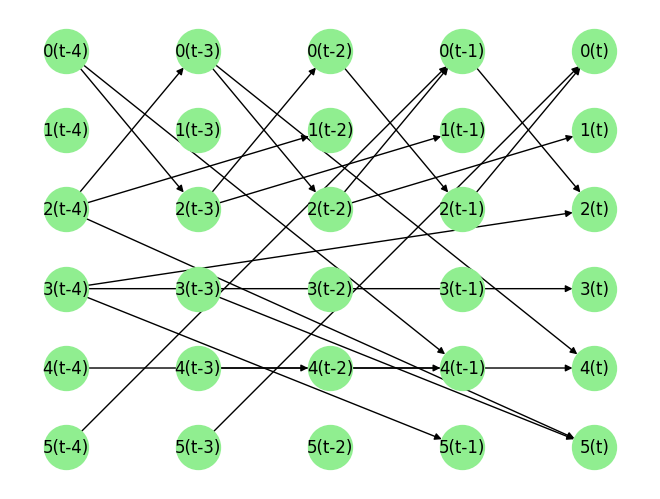 0(t-4) 0(t-3) 0(t-2) 0(t-1) 0(t)
1(t-4) 1(t-3) 1(t-2) 1(t-1) 1(t)
2(t-4) 2(t-3) 2(t-2) 2(t-1) 2(t)
3(t-4) 3(t-3) 3(t-2) 3(t-1) 3(t)
4(t-4) 4(t-3) 4(t-2) 4(t-1) 4(t)
5(t-4) 5(t-3) 5(t-2) 5(t-1) 5(t)